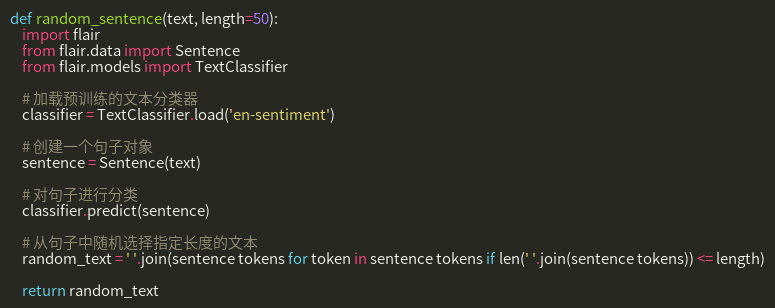 def random_sentence(text, length=50):
import flair
from flair.data import Sentence
from flair.models import TextClassifier
# 加载预训练的文本分类器
classifier = TextClassifier.load('en-sentiment')
# 创建一个句子对象
sentence = Sentence(text)
# 对句子进行分类
classifier.predict(sentence)
# 从句子中随机选择指定长度的文本
random_text = ' '.join(sentence tokens for token in sentence tokens if len(' '.join(sentence tokens)) <= length)
return random_text